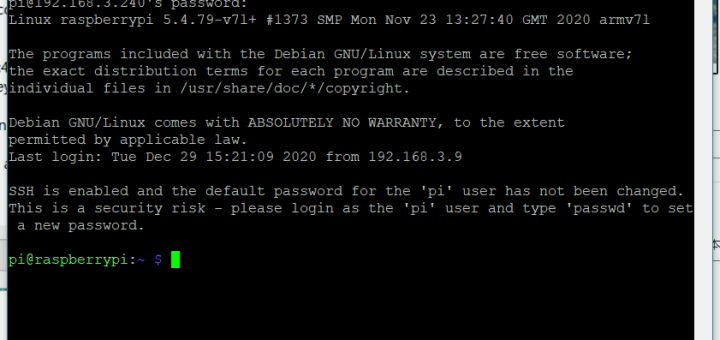 pi@192.168.3.240's password:
Linux raspberrypi 5.4.79-v7l+ #1373 SMP Mon Nov 23 13:27:40 GMT 2020 armv7l
The programs included with the Debian GNU/Linux system are free software;
the exact distribution terms for each program are described in the
individual files in /usr/share/doc/*/copyright.
Debian GNU/Linux comes with ABSOLUTELY NO WARRANTY, to the extent
permitted by applicable law.
Last login: Tue Dec 29 15:21:09 2020 from 192.168.3.9
SSH is enabled and the default password for the 'pi' user has not been changed.
This is a security risk - please login as the 'pi' user and type 'passwd' to set
 a new password.
pi@raspberrypi:~ $